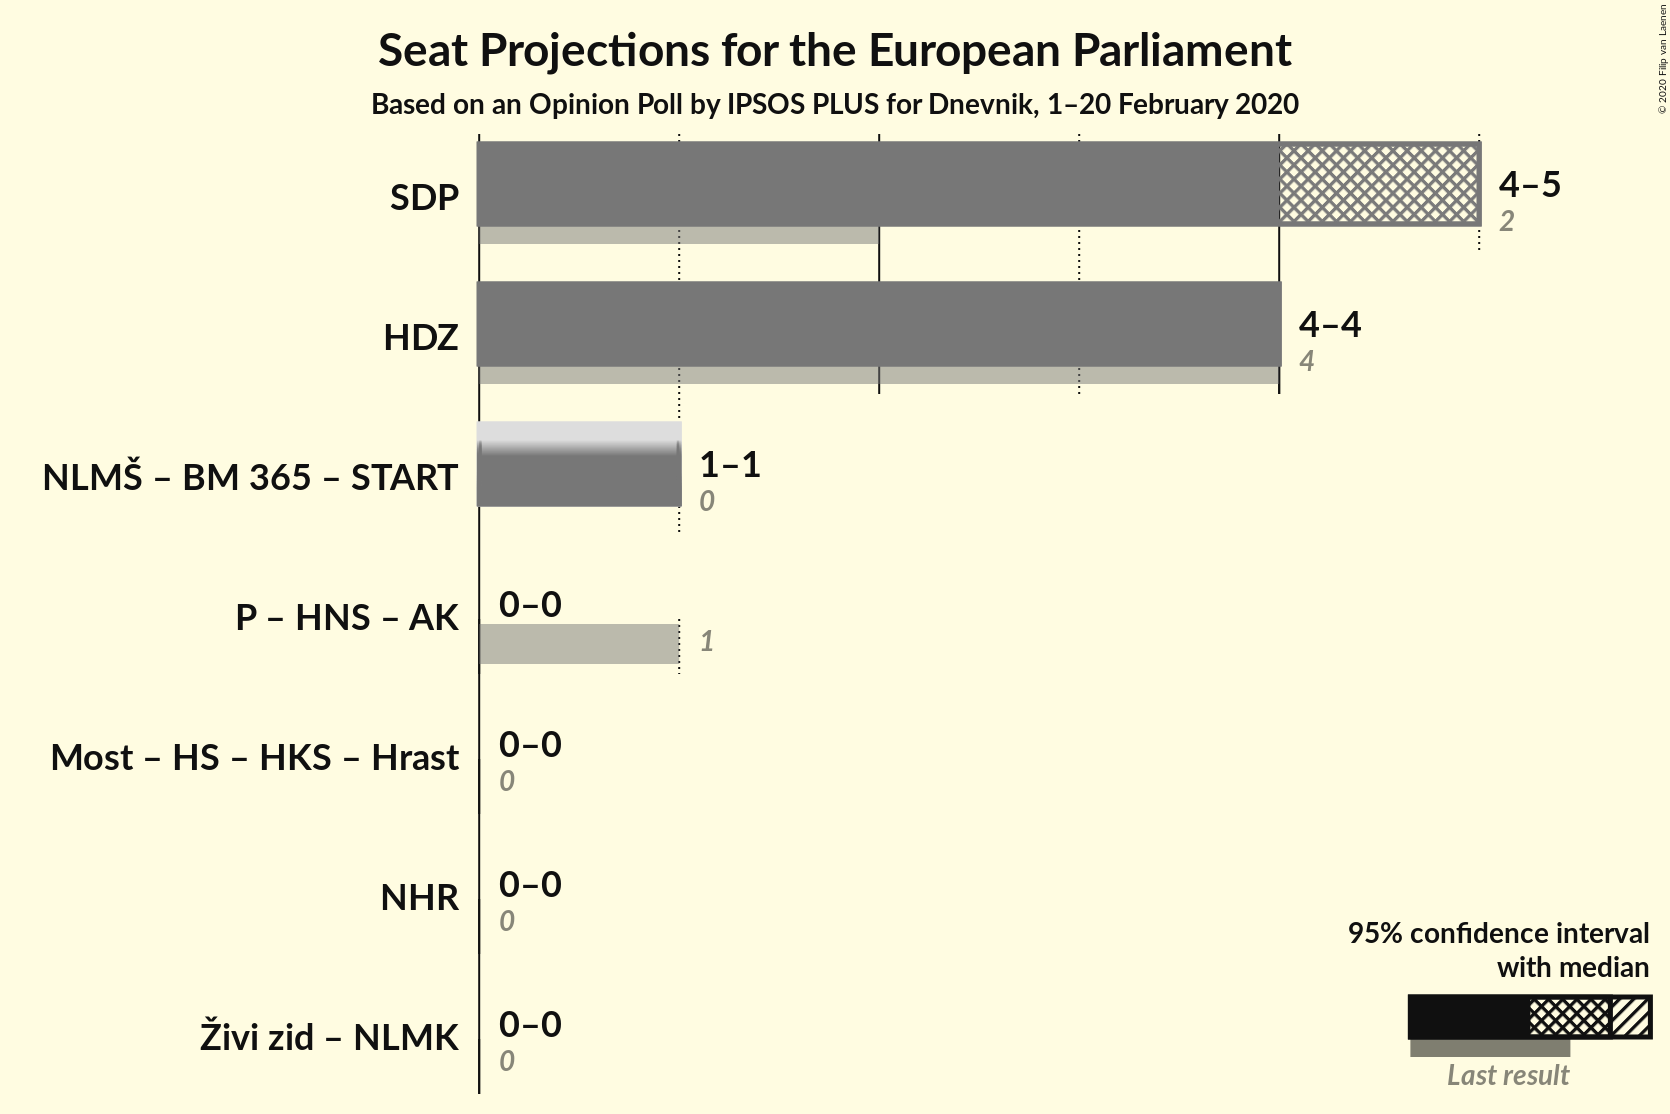 Seat Projections for the European Parliament
Based on an Opinion Poll by IPSOS PLUS for Dnevnik, 1–20 February 2020
© 2020 Filip van Laenen
SDP
4–5
2
HDZ
4–4
4
NLMŠ – BM 365 – START
1–1
0
P – HNS – AK
0–0
1
Most – HS – HKS – Hrast
0–0
0
NHR
0–0
0
Živi zid – NLMK
0–0
0
95% confidence interval
with median
Last result